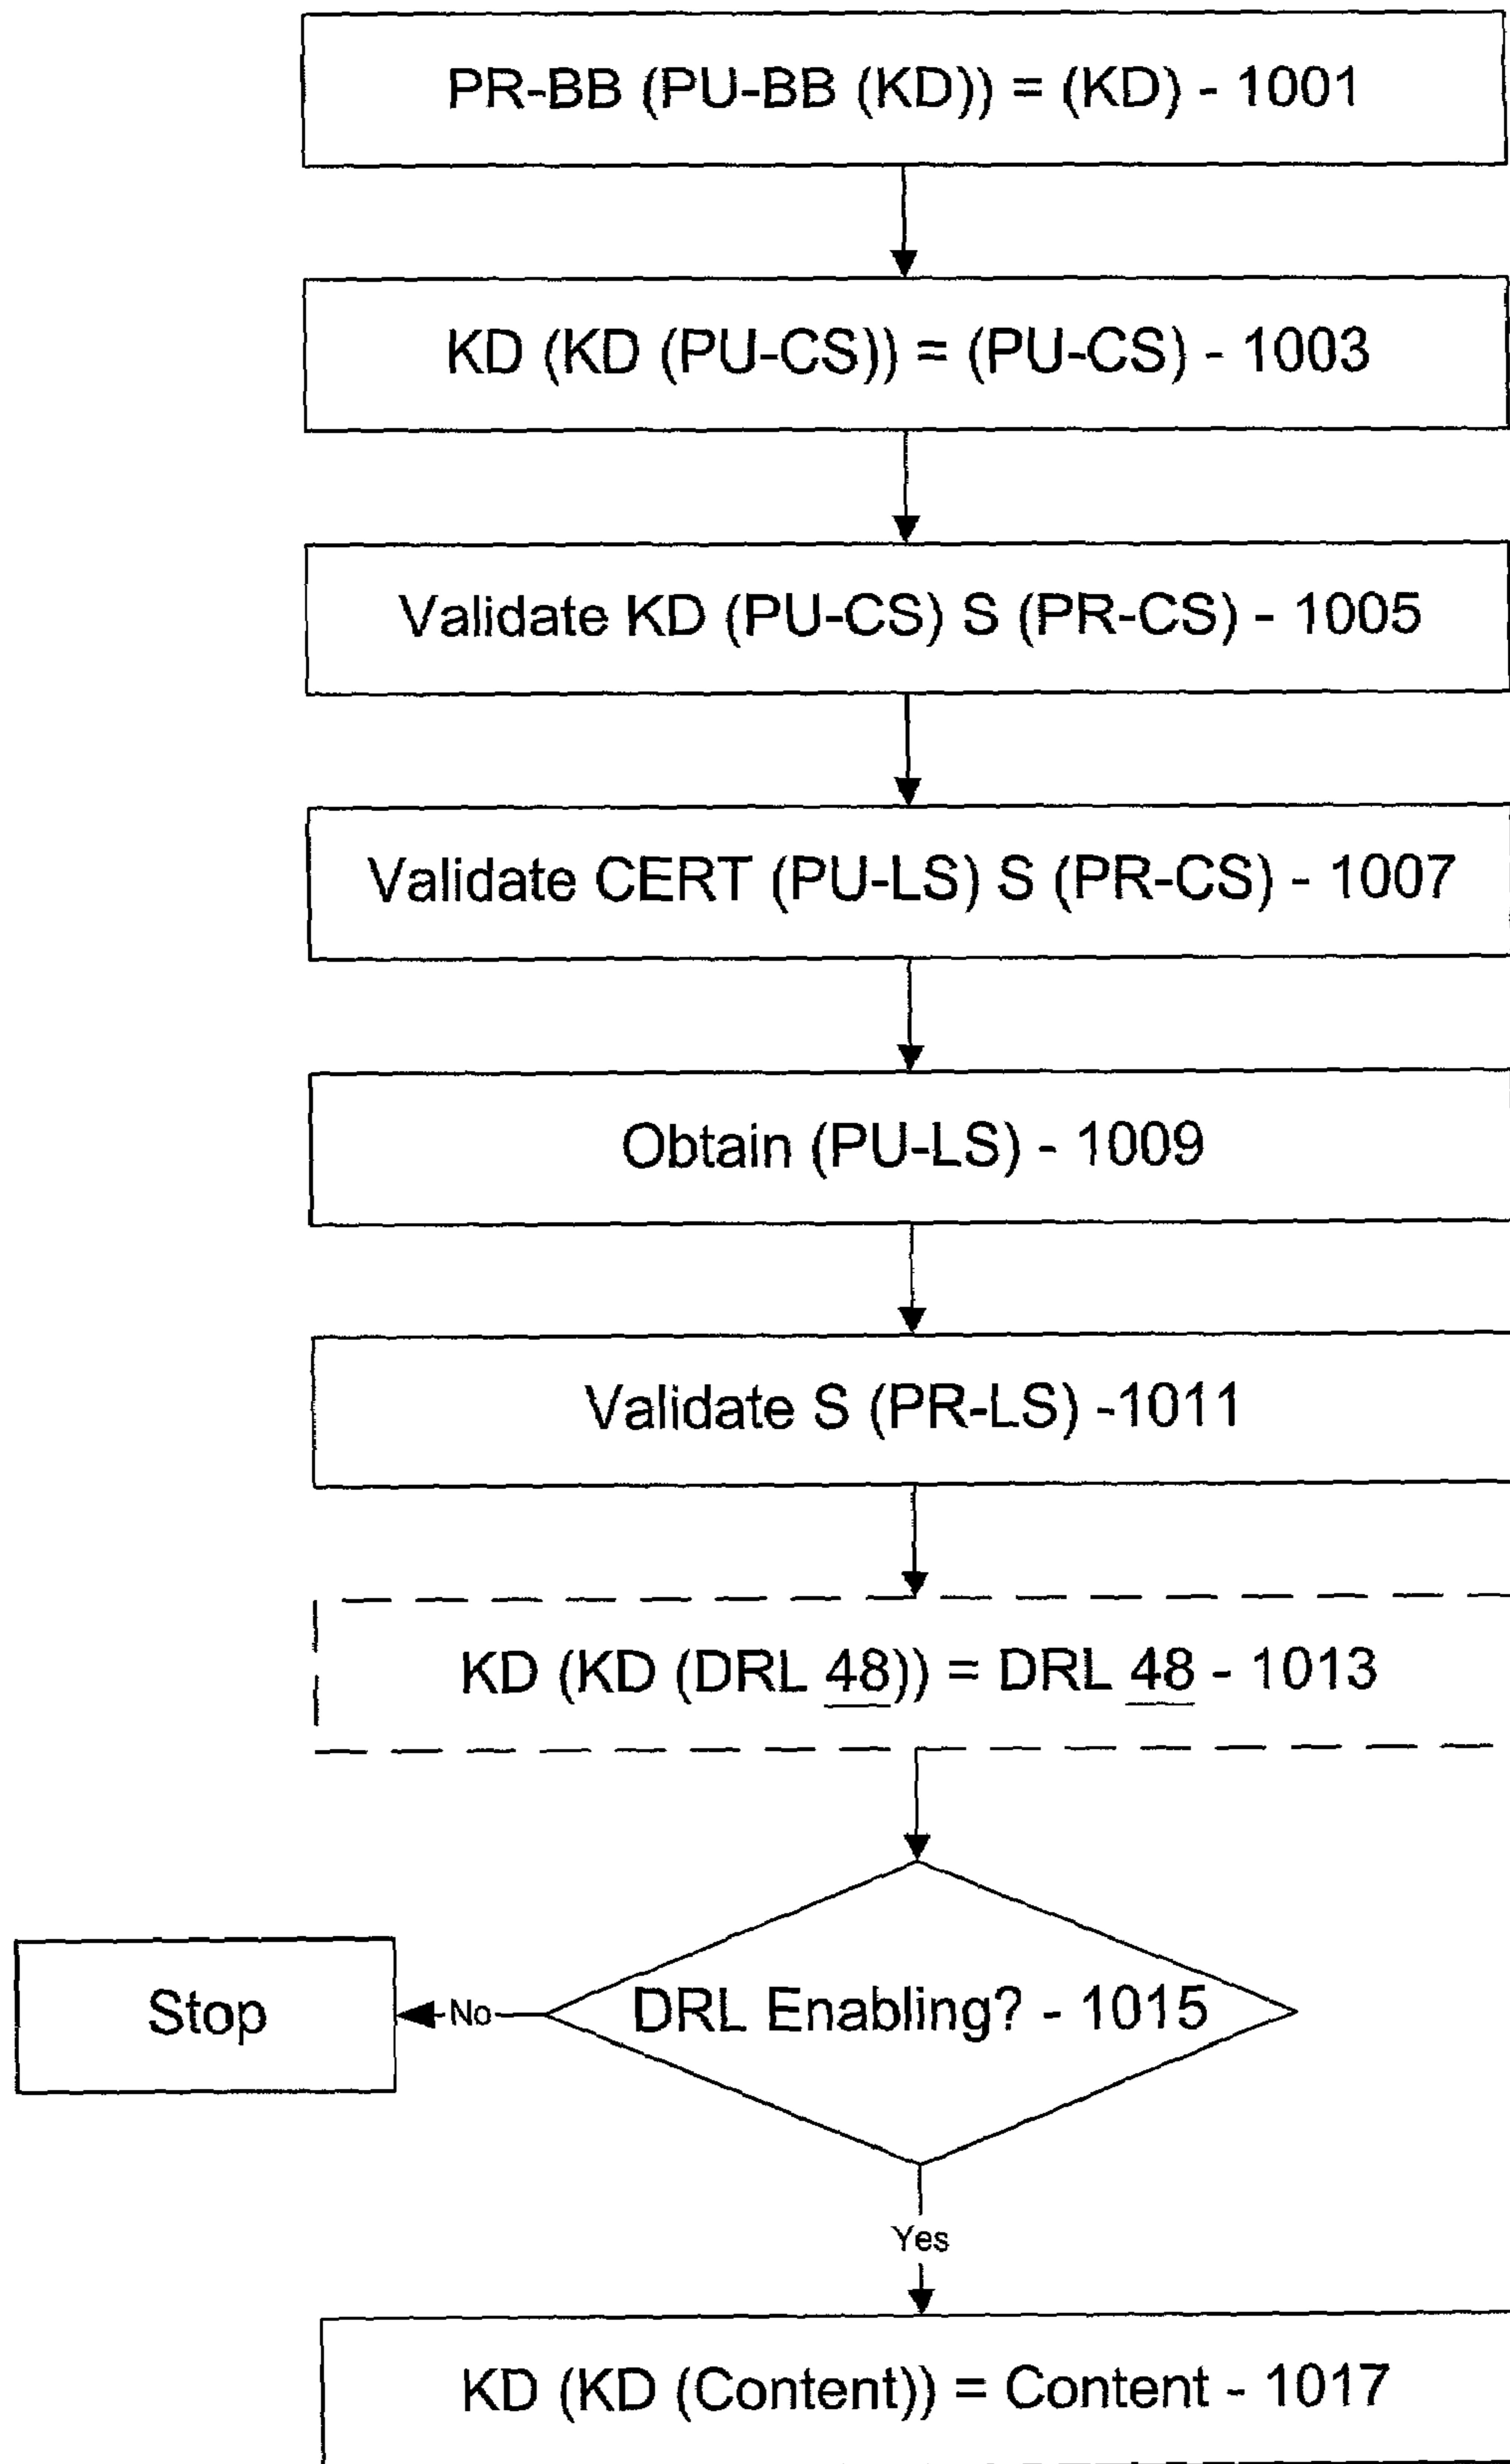 PR-BB (PU-BB (KD)) = (KD) - 1001
KD (KD (PU-CS)) = (PU-CS) - 1003
Validate KD (PU-CS) S (PR-CS) - 1005
Validate CERT (PU-LS) S (PR-CS) - 1007
Obtain (PU-LS) - 1009
Validate S (PR-LS) -1011
KD (KD (DRL 48)) = DRL 48 - 1013
DRL Enabling? - 1015
No
Stop
Yes
KD (KD (Content)) = Content - 1017